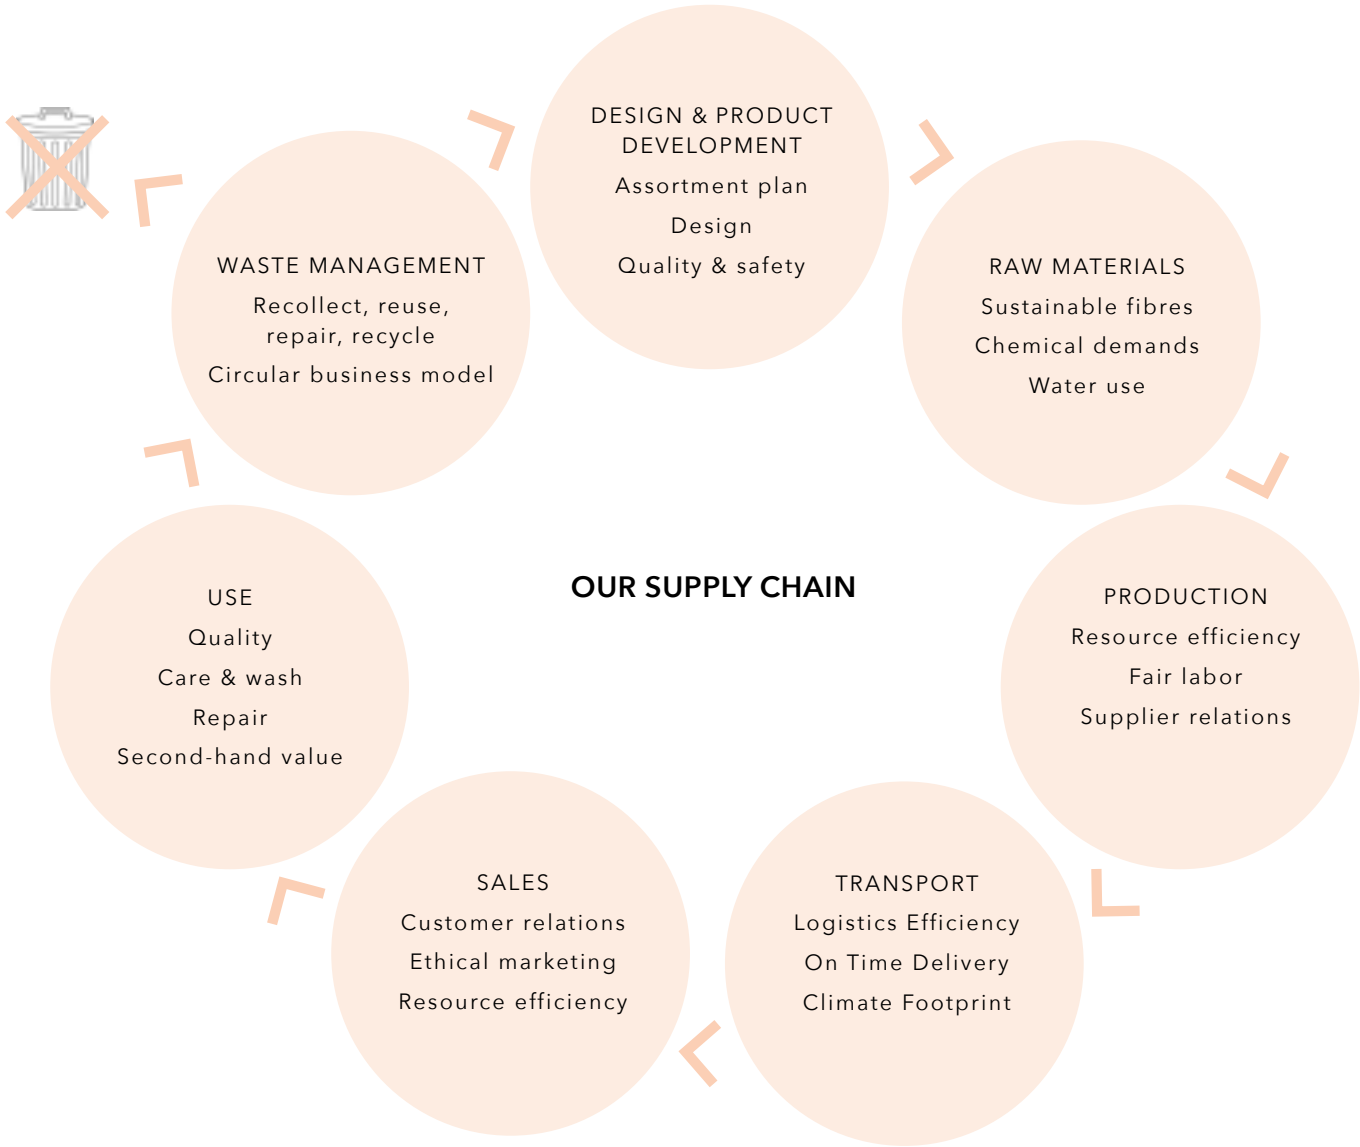 DESIGN & PRODUCT
DEVELOPMENT
Assortment plan
Design
Quality & safety
RAW MATERIALS
Sustainable fibres
Chemical demands
Water use
PRODUCTION
Resource efficiency
Fair labor
Supplier relations
TRANSPORT
Logistics Efficiency
On Time Delivery
Climate Footprint
SALES
Customer relations
Ethical marketing
Resource efficiency
USE
Quality
Care & wash
Repair
Second-hand value
WASTE MANAGEMENT
Recollect, reuse,
repair, recycle
Circular business model
OUR SUPPLY CHAIN